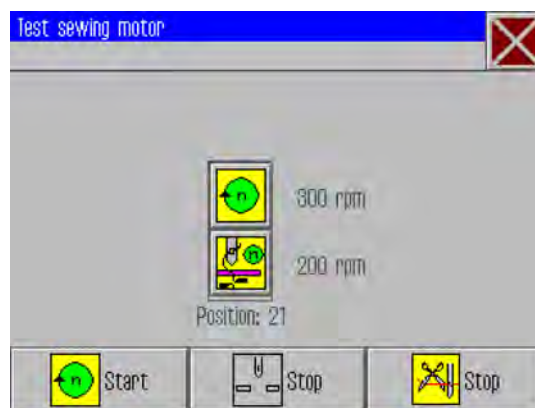 Test sewing motor
n 300 rpm
n 200 rpm
Position: 21
n Start Stop Stop